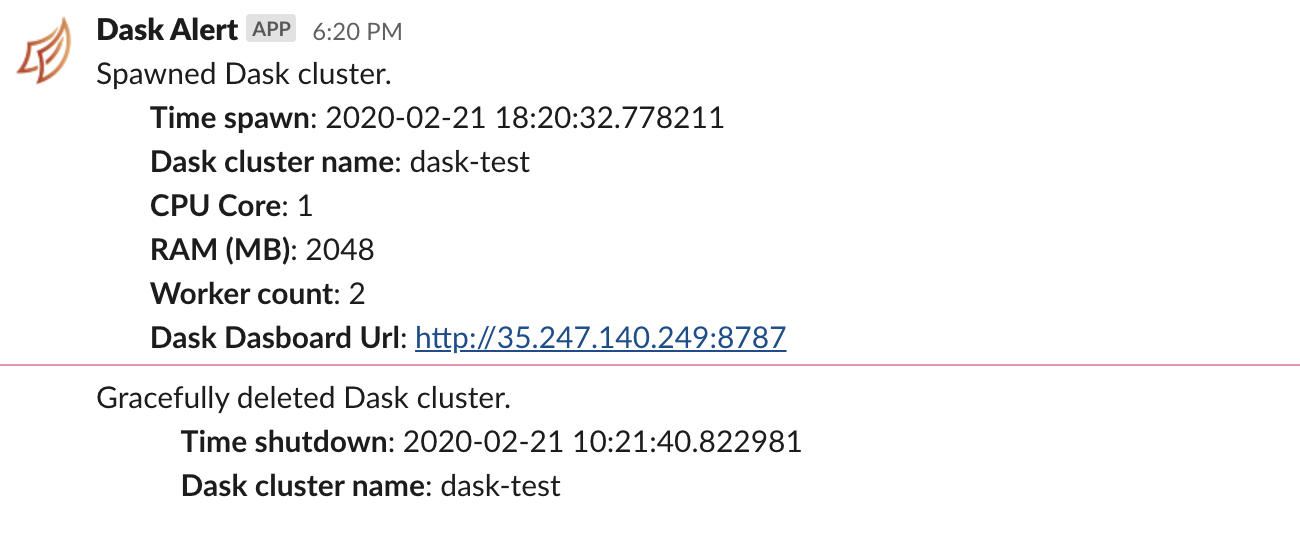 Dask Alert APP 6:20 PM
Spawned Dask cluster.
Time spawn: 2020-02-21 18:20:32.778211
Dask cluster name: dask-test
CPU Core: 1
RAM (MB): 2048
Worker count: 2
Dask Dasboard Url: http://35.247.140.249:8787
Gracefully deleted Dask cluster.
Time shutdown: 2020-02-21 10:21:40.822981
Dask cluster name: dask-test